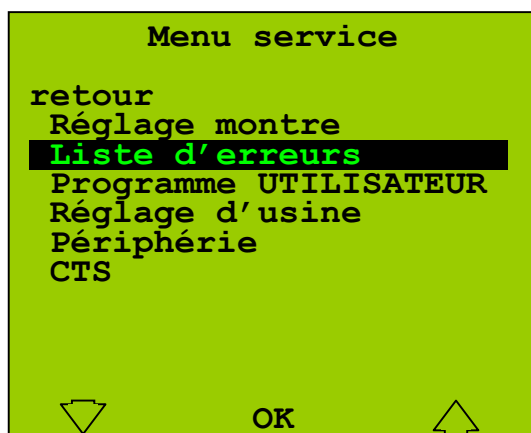 Menu service
retour
Réglage montre
Liste d’erreurs
Programme UTILISATEUR
Réglage d’usine
Périphérie
CTS
OK